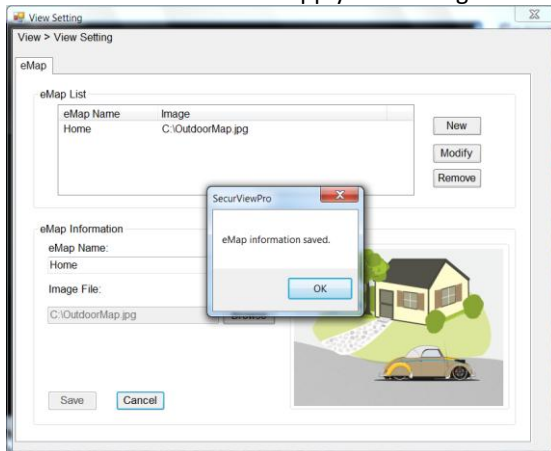 pply
View Setting
View > View Setting
eMap
eMap List
eMap Name Image
Home C:\OutdoorMap.jpg
New
Modify
Remove
SecurViewPro
eMap information saved.
OK
eMap Information
eMap Name:
Home
Image File:
C:\OutdoorMap.jpg
Save Cancel